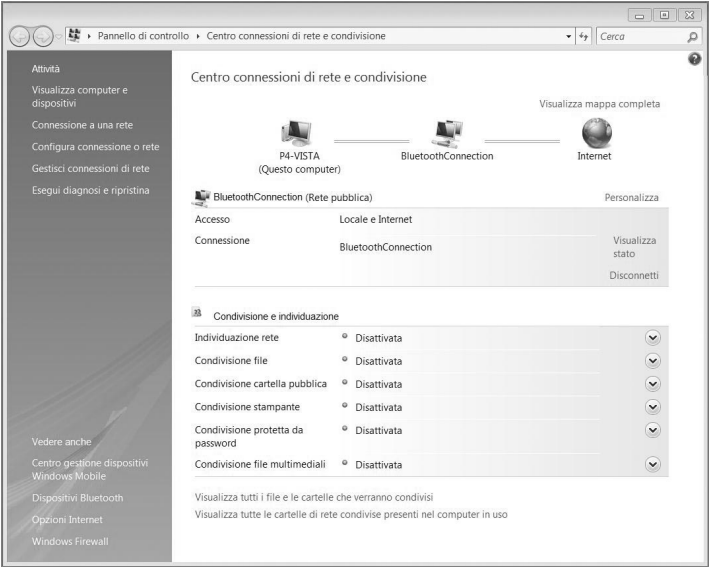 Pannello di controllo
Centro connessioni di rete e condivisione
Cerca
Attività
Visualizza computer e
dispositivi
Connessione a una rete
Configura connessione o rete
Gestisci connessioni di rete
Esegui diagnosi e ripristina
Vedere anche
Centro gestione dispositivi
Windows Mobile
Dispositivi Bluetooth
Opzioni Internet
Windows Firewall
Centro connessioni di rete e condivisione
Visualizza mappa completa
P4-VISTA
(Questo computer)
BluetoothConnection
Internet
BluetoothConnection (Rete pubblica)
Personalizza
Accesso
Locale e Internet
Connessione
BluetoothConnection
Visualizza
stato
Disconnetti
Condivisione e individuazione
Individuazione rete
Disattivata
Condivisione file
Disattivata
Condivisione cartella pubblica
Disattivata
Condivisione stampante
Disattivata
Condivisione protetta da
password
Disattivata
Condivisione file multimediali
Disattivata
Visualizza tutti i file e le cartelle che verranno condivisi
Visualizza tutte le cartelle di rete condivise presenti nel computer in uso